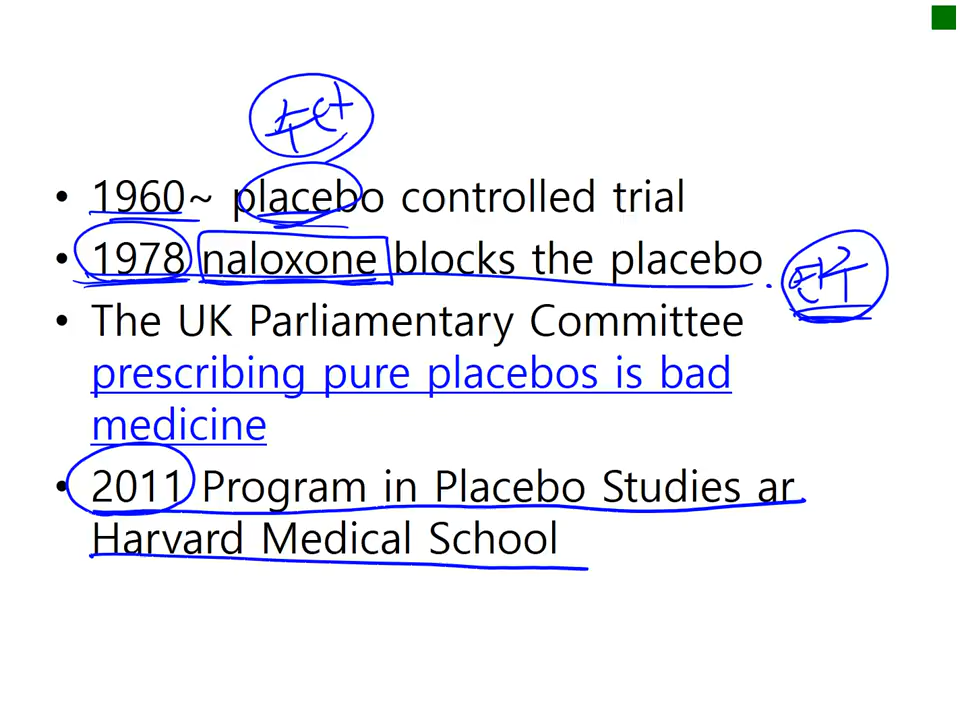 • 1960~ placebo controlled trial
• 1978 naloxone blocks the placebo
• The UK Parliamentary Committee
prescribing pure placebos is bad
medicine
• 2011 Program in Placebo Studies ar
Harvard Medical School